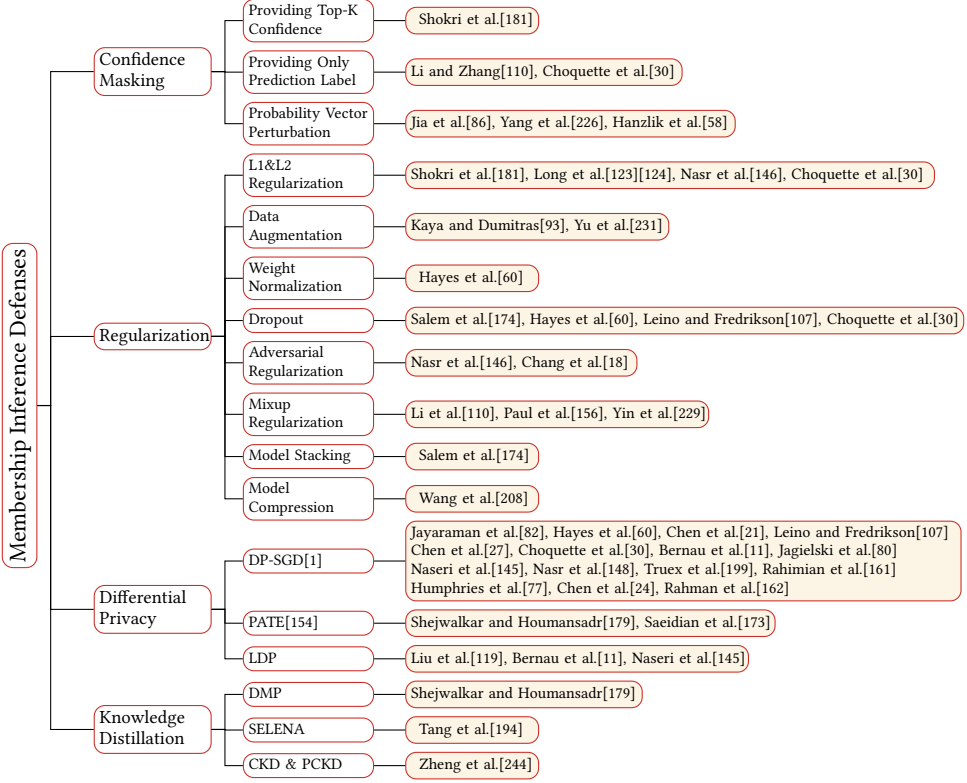 Membership Inference Defenses
Confidence
Masking
Providing Top-K
Confidence
Shokri et al.[181]
Providing Only
Prediction Label
Li and Zhang[110], Choquette et al.[30]
Probability Vector
Perturbation
Jia et al.[86], Yang et al.[226], Hanzlik et al.[58]
Regularization
L1&L2
Regularization
Shokri et al.[181], Long et al.[123][124], Nasr et al.[146], Choquette et al.[30]
Data
Augmentation
Kaya and Dumitras[93], Yu et al.[231]
Weight
Normalization
Hayes et al.[60]
Dropout
Salem et al.[174], Hayes et al.[60], Leino and Fredrikson[107], Choquette et al.[30]
Adversarial
Regularization
Nasr et al.[146], Chang et al.[18]
Mixup
Regularization
Li et al.[110], Paul et al.[156], Yin et al.[229]
Model Stacking
Salem et al.[174]
Model
Compression
Wang et al.[208]
Differential
Privacy
DP-SGD[1]
Jayaraman et al.[82], Hayes et al.[60], Chen et al.[21], Leino and Fredrikson[107]
Chen et al.[27], Choquette et al.[30], Bernau et al.[11], Jagielski et al.[80]
Naseri et al.[145], Nasr et al.[148], Truex et al.[199], Rahimian et al.[161]
Humphries et al.[77], Chen et al.[24], Rahman et al.[162]
PATE[154]
Shejwalkar and Houmansadr[179], Saeidian et al.[173]
LDP
Liu et al.[119], Bernau et al.[11], Naseri et al.[145]
Knowledge
Distillation
DMP
Shejwalkar and Houmansadr[179]
SELENA
Tang et al.[194]
CKD & PCKD
Zheng et al.[244]